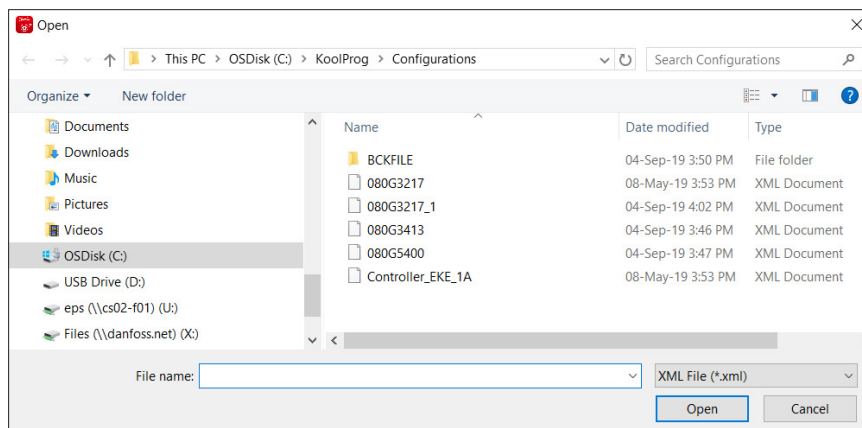 Open
This PC > OSDisk (C:) > KoolProg > Configurations
Search Configurations
Organize
New folder
Documents
Downloads
Music
Pictures
Videos
OSDisk (C:)
USB Drive (D:)
eps (\\cs02-f01) (U:)
Files (\\danfoss.net) (X:)
Name Date modified Type
BCKFILE 04-Sep-19 3:50 PM File folder
080G3217 08-May-19 3:53 PM XML Document
080G3217_1 04-Sep-19 4:02 PM XML Document
080G3413 04-Sep-19 3:46 PM XML Document
080G5400 04-Sep-19 3:47 PM XML Document
Controller_EKE_1A 08-May-19 3:53 PM XML Document
File name:
XML File (*.xml)
Open
Cancel